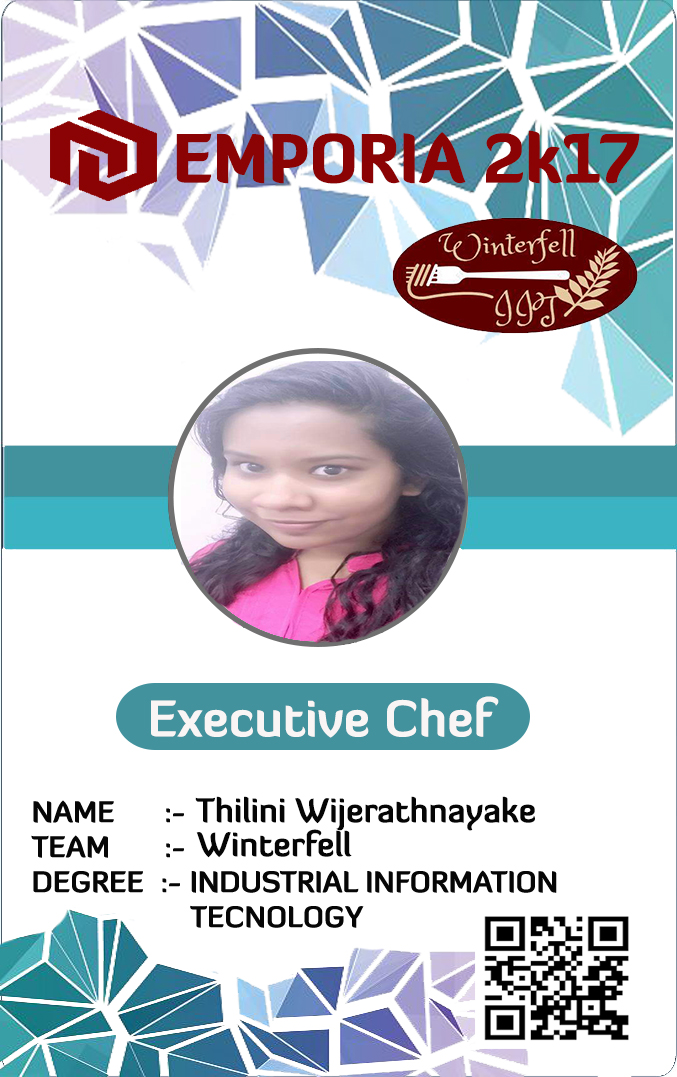 EMPORIA 2k17
Winterfell
IIT
Executive Chef
NAME :- Thilini Wijerathnayake
TEAM :- Winterfell
DEGREE :- INDUSTRIAL INFORMATION
TECNOLOGY